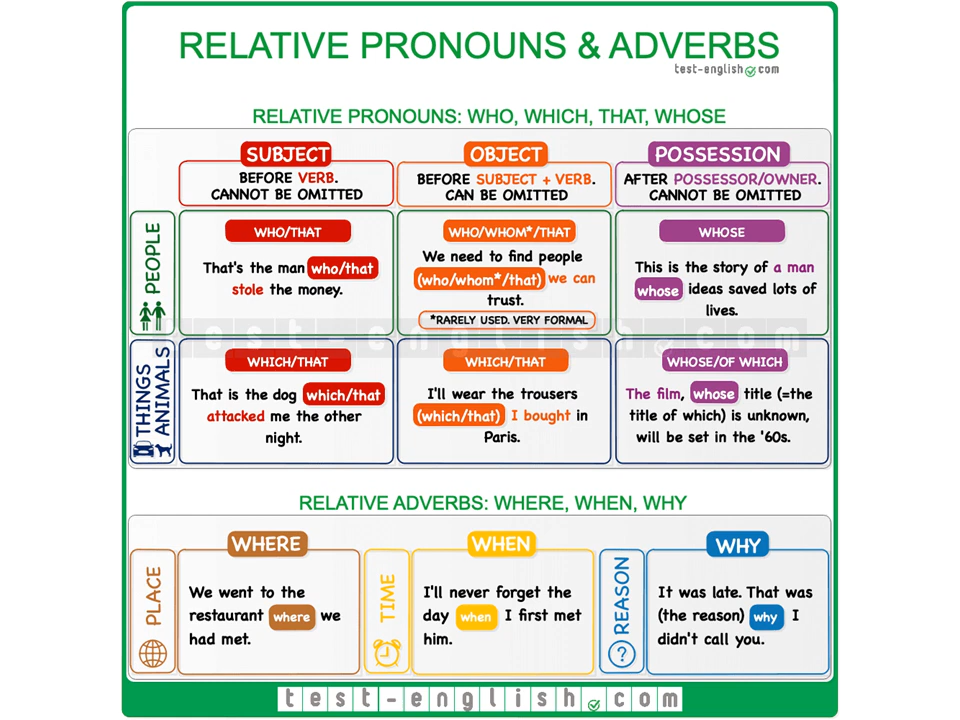 RELATIVE PRONOUNS & ADVERBS
test-english.com
RELATIVE PRONOUNS: WHO, WHICH, THAT, WHOSE
SUBJECT
BEFORE VERB.
CANNOT BE OMITTED
OBJECT
BEFORE SUBJECT + VERB.
CAN BE OMITTED
POSSESSION
AFTER POSSESSOR/OWNER.
CANNOT BE OMITTED
PEOPLE
WHO/THAT
That's the man who/that
stole the money.
WHO/WHOM*/THAT
We need to find people
(who/whom*/that) we can
trust.
*RARELY USED. VERY FORMAL
WHOSE
This is the story of a man
whose ideas saved lots of
lives.
test-english.com
THINGS
ANIMALS
WHICH/THAT
That is the dog which/that
attacked me the other
night.
WHICH/THAT
I'll wear the trousers
(which/that) I bought in
Paris.
WHOSE/OF WHICH
The film, whose title (=the
title of which) is unknown,
will be set in the '60s.
RELATIVE ADVERBS: WHERE, WHEN, WHY
PLACE
WHERE
We went to the
restaurant where we
had met.
TIME
WHEN
I'll never forget the
day when I first met
him.
REASON
WHY
It was late. That was
(the reason) why I
didn't call you.
test-english.com